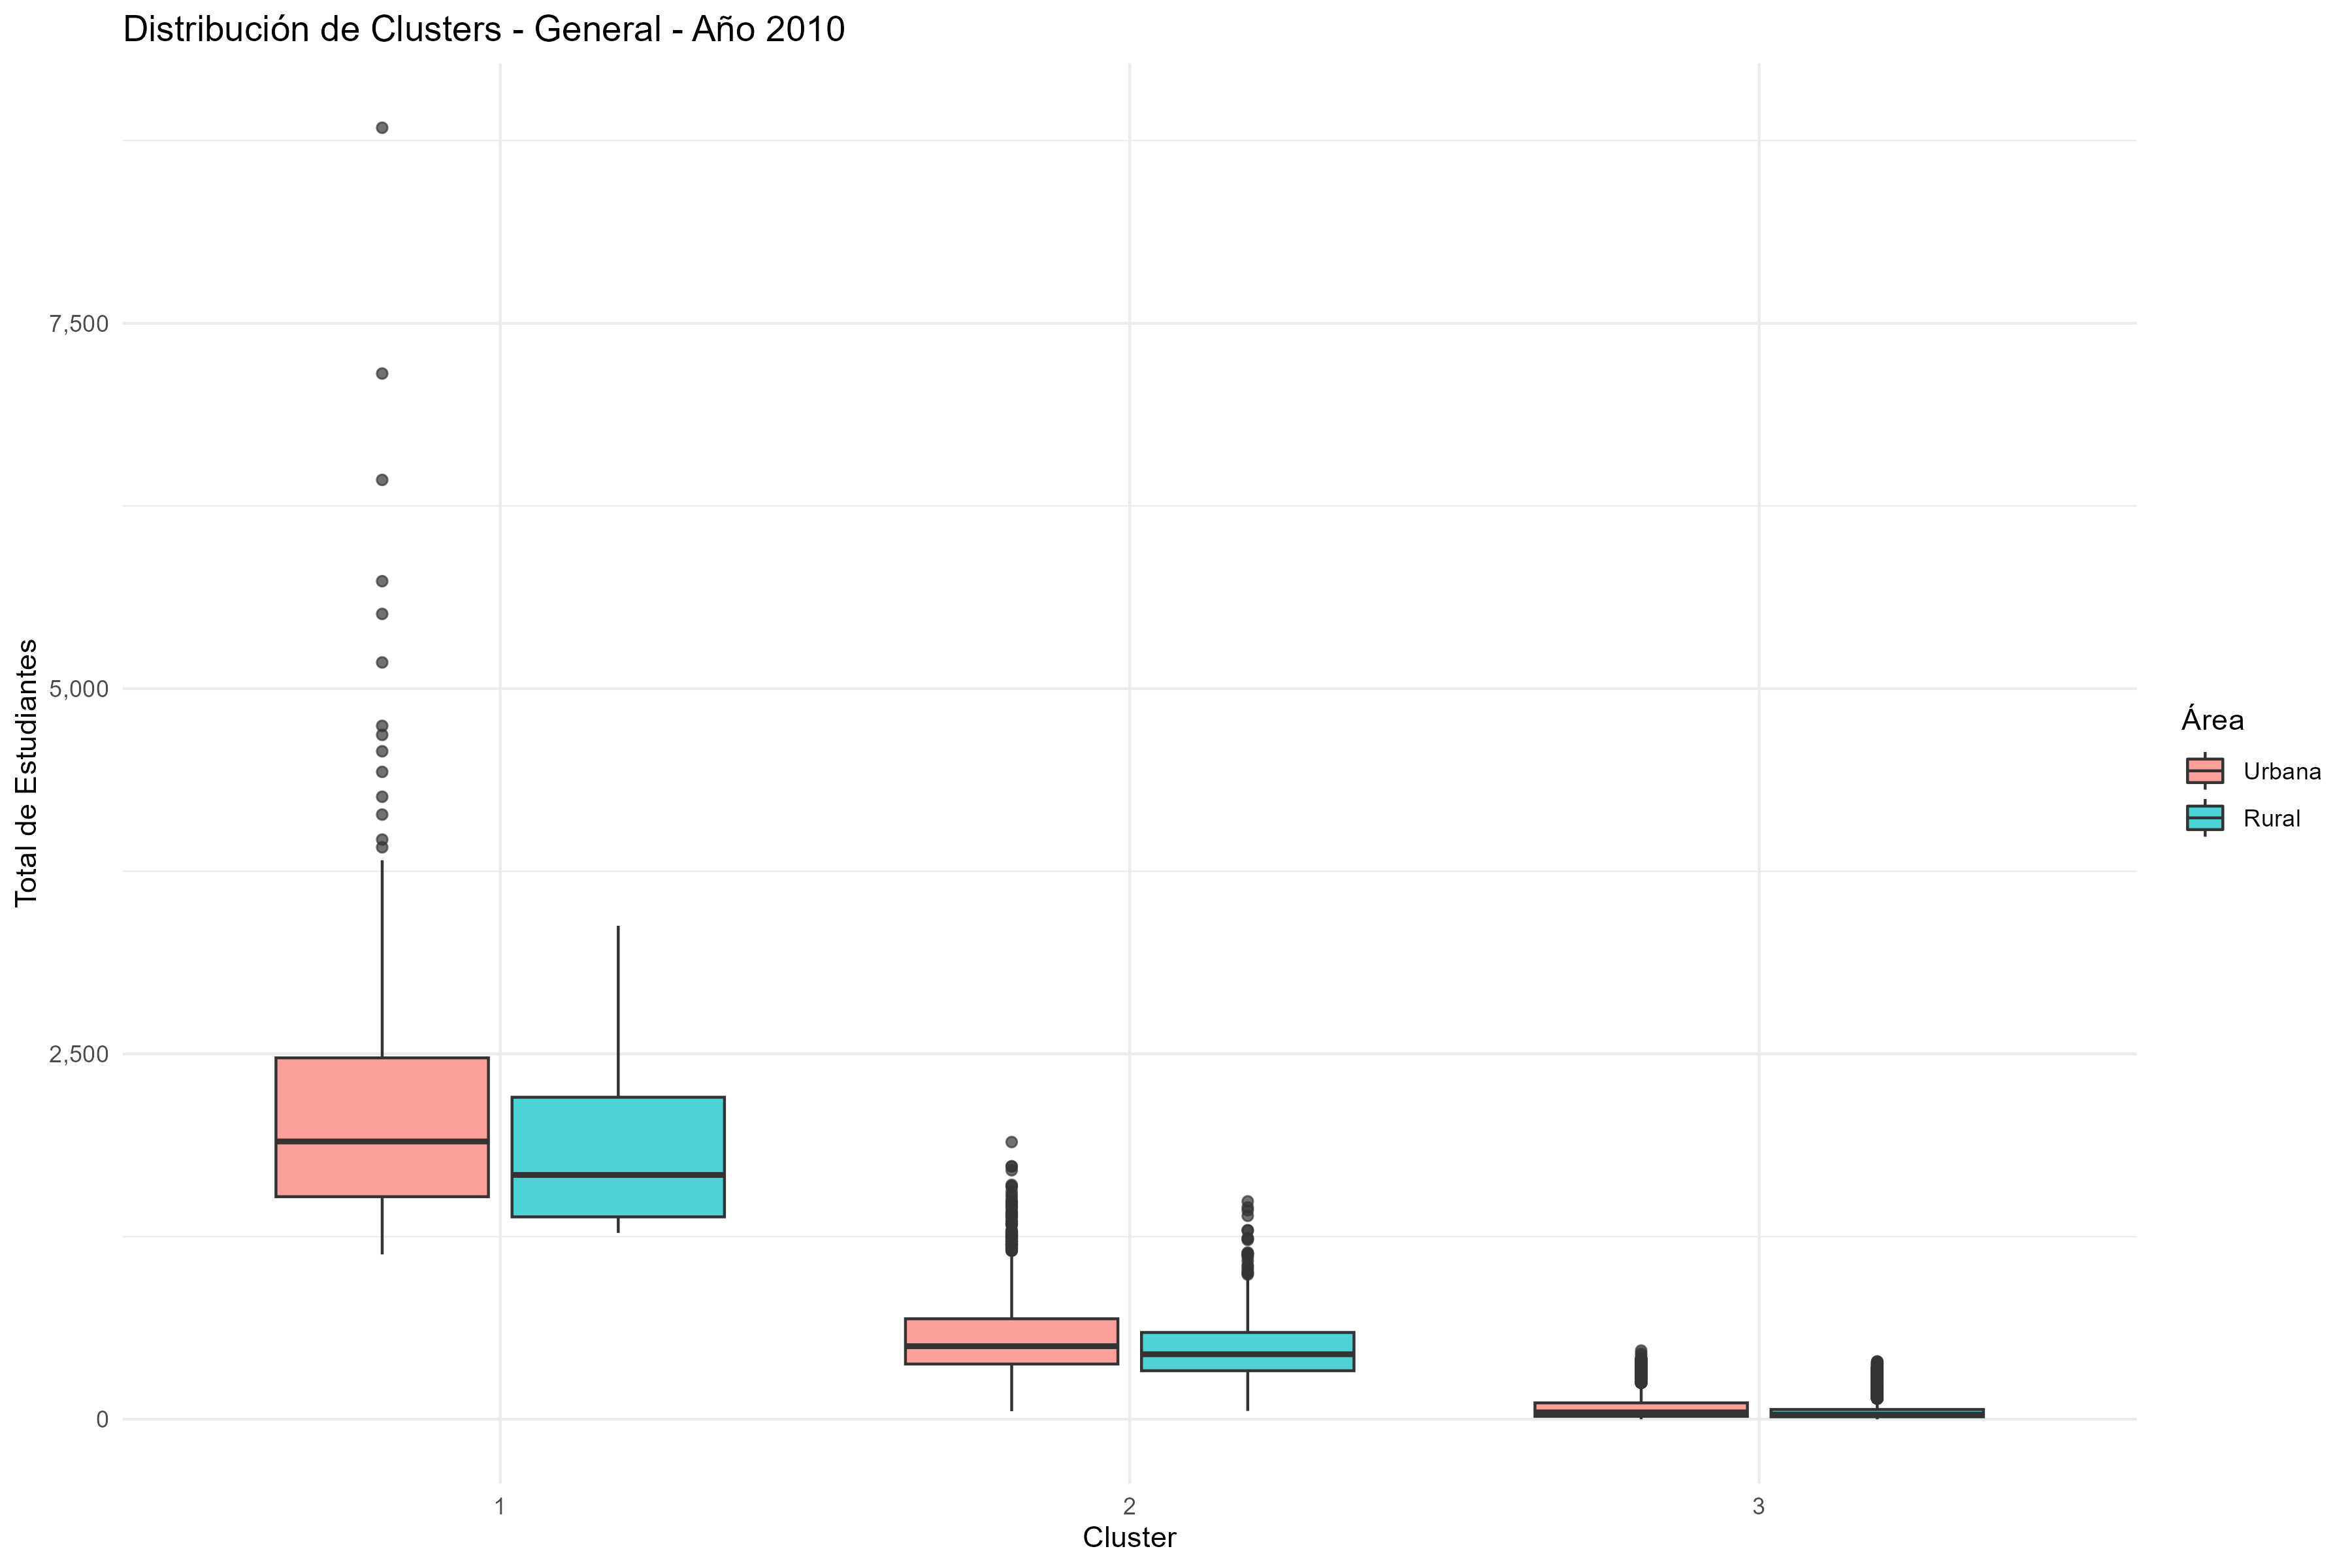 Distribución de Clusters - General - Año 2010
Total de Estudiantes
7,500
5,000
2,500
0
1
2
3
Cluster
Área
Urbana
Rural